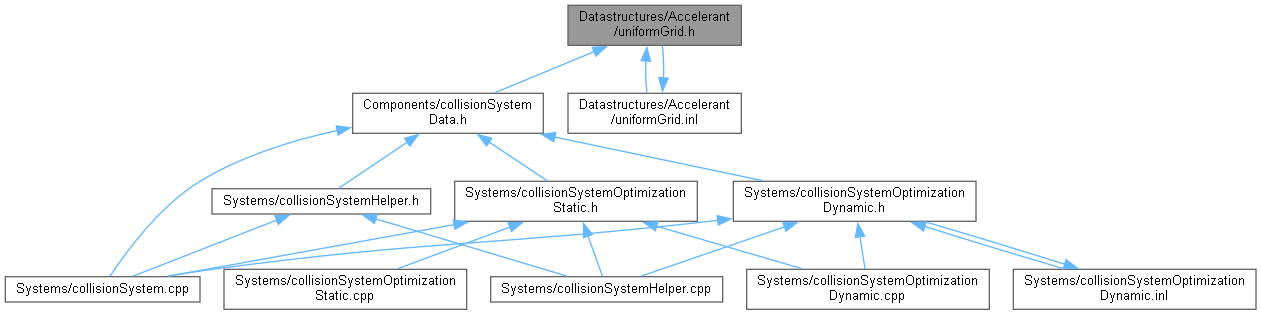 Datastructures/Accelerant
/uniformGrid.h
Components/collisionSystem
Data.h
Datastructures/Accelerant
/uniformGrid.inl
Systems/collisionSystemHelper.h
Systems/collisionSystemOptimization
Static.h
Systems/collisionSystemOptimization
Dynamic.h
Systems/collisionSystem.cpp
Systems/collisionSystemOptimization
Static.cpp
Systems/collisionSystemHelper.cpp
Systems/collisionSystemOptimization
Dynamic.cpp
Systems/collisionSystemOptimization
Dynamic.inl